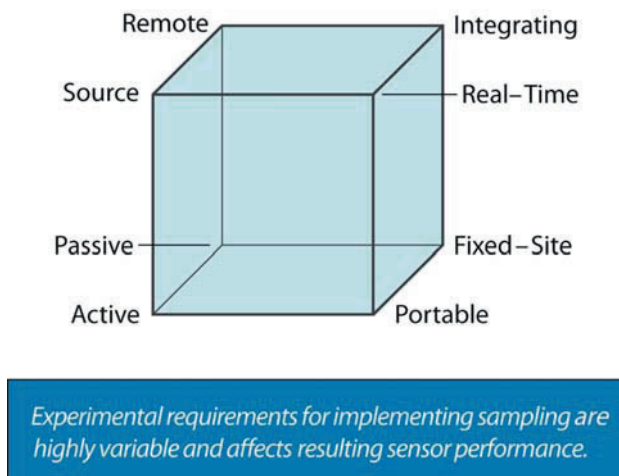 Remote
Integrating
Source
Real–Time
Passive
Fixed–Site
Active
Portable
Experimental requirements for implementing sampling are
highly variable and affects resulting sensor performance.